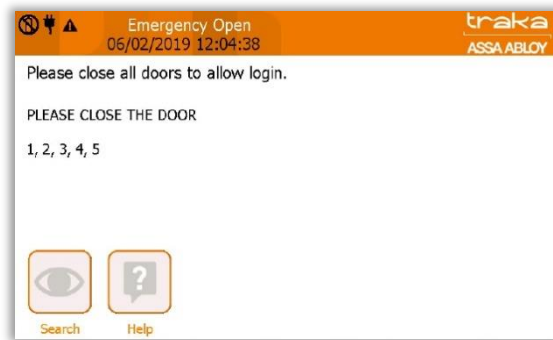 Emergency Open
06/02/2019 12:04:38
traka
ASSA ABLOY
Please close all doors to allow login.
PLEASE CLOSE THE DOOR
1, 2, 3, 4, 5
?
Search
Help